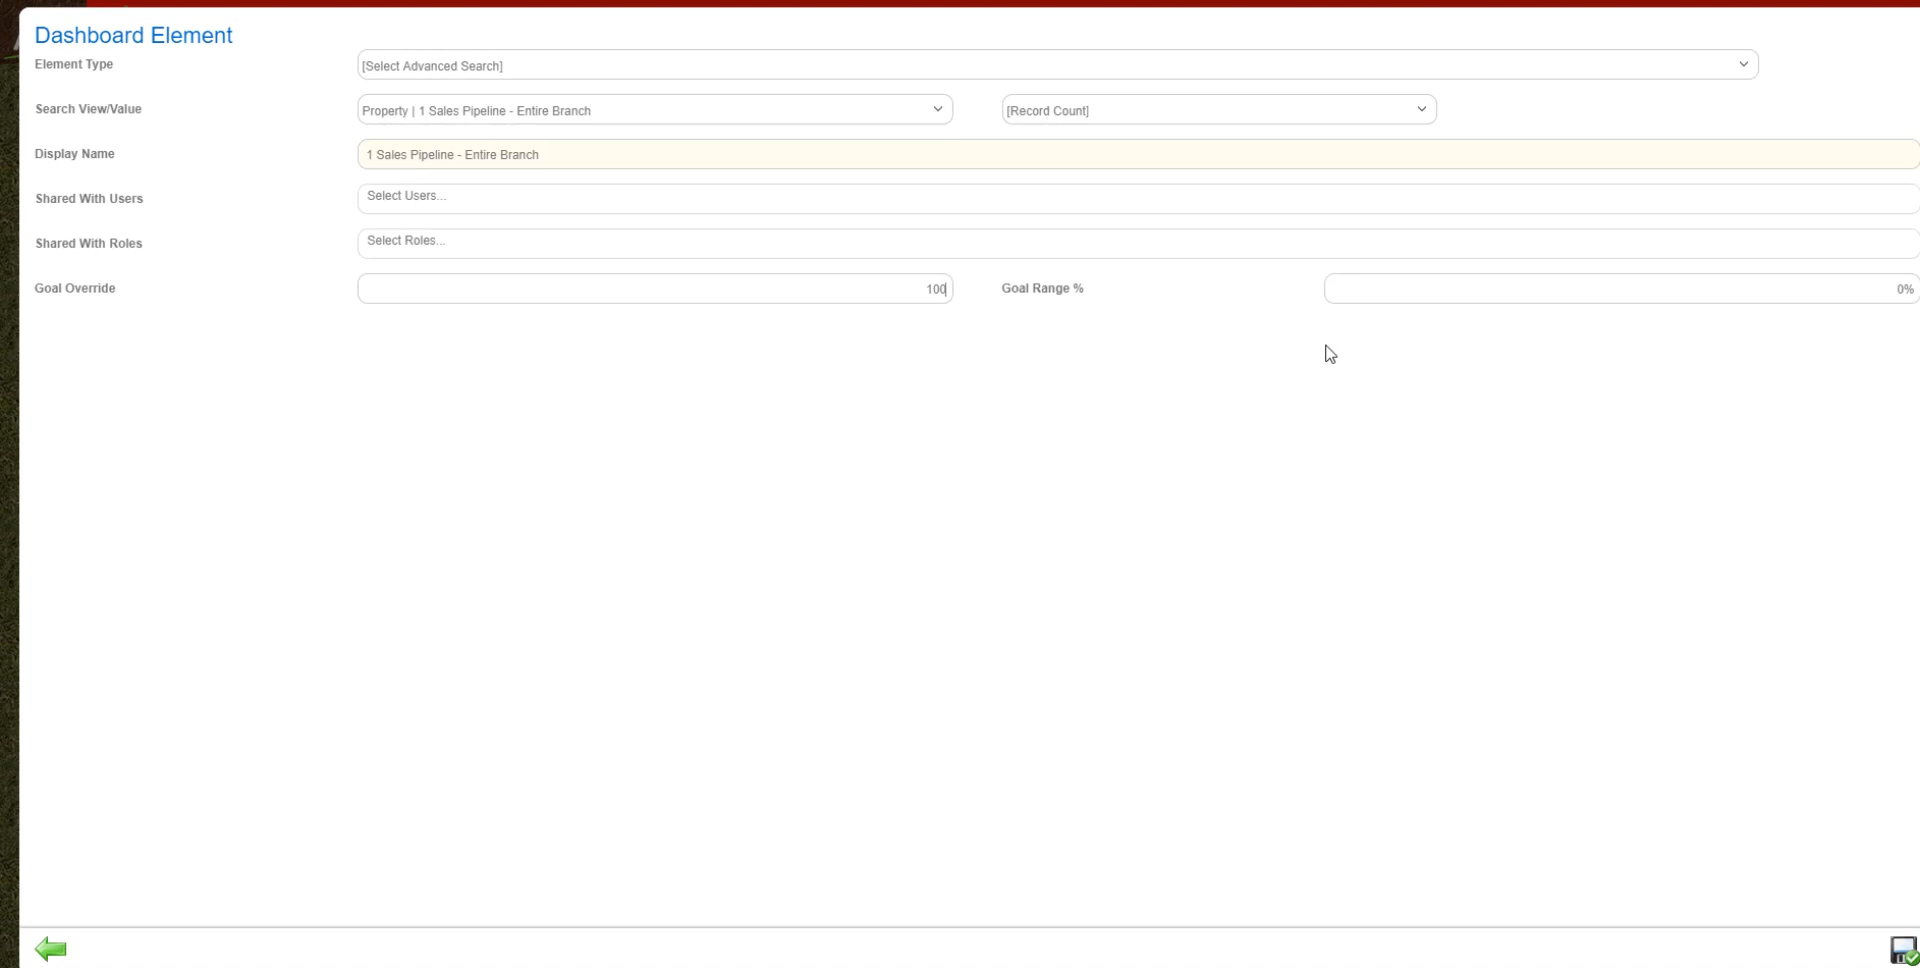 Dashboard Element
Element Type [Select Advanced Search]
Search View/Value Property | 1 Sales Pipeline - Entire Branch [Record Count]
Display Name 1 Sales Pipeline - Entire Branch
Shared With Users Select Users...
Shared With Roles Select Roles...
Goal Override 100 Goal Range % 0%